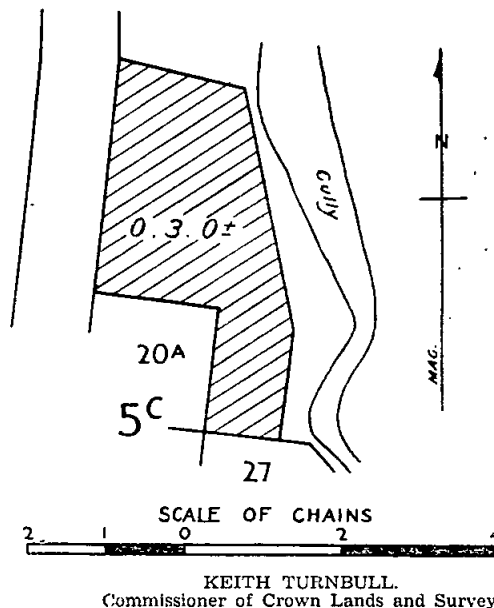 N
Gully
0.3.0±
MAG.
20A
5C
27
SCALE OF CHAINS
2 1 0 2 4
KEITH TURNBULL.
Commissioner of Crown Lands and Survey